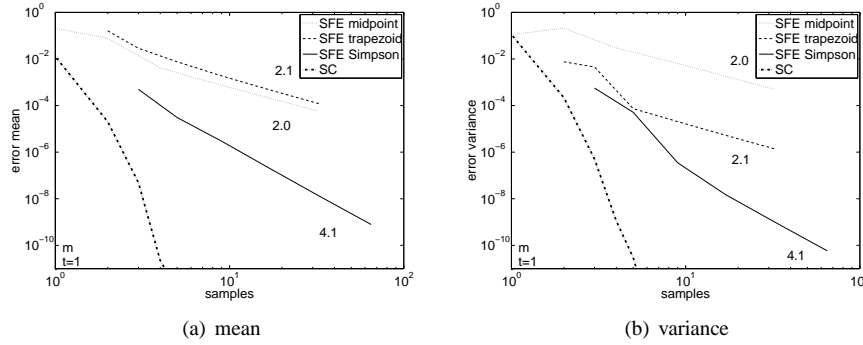 10^0
10^-2
10^-4
10^-6
10^-8
10^-10
error mean
SFE midpoint
SFE trapezoid
SFE Simpson
SC
2.1
2.0
4.1
m
t=1
10^0
10^1
10^2
samples
(a) mean
10^0
10^-2
10^-4
10^-6
10^-8
10^-10
error variance
SFE midpoint
SFE trapezoid
SFE Simpson
SC
2.0
2.1
4.1
m
t=1
10^0
10^1
10^2
samples
(b) variance